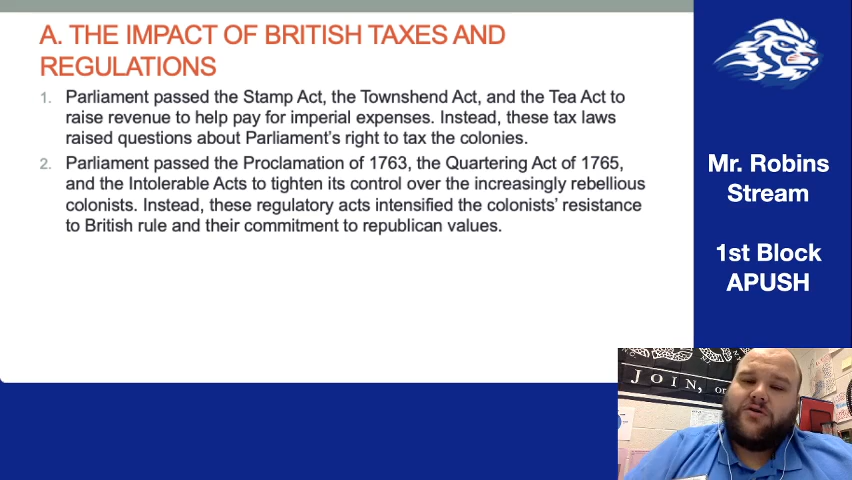 A. THE IMPACT OF BRITISH TAXES AND
REGULATIONS
1. Parliament passed the Stamp Act, the Townshend Act, and the Tea Act to
raise revenue to help pay for imperial expenses. Instead, these tax laws
raised questions about Parliament's right to tax the colonies.
2. Parliament passed the Proclamation of 1763, the Quartering Act of 1765,
and the Intolerable Acts to tighten its control over the increasingly rebellious
colonists. Instead, these regulatory acts intensified the colonists' resistance
to British rule and their commitment to republican values.
Mr. Robins
Stream
1st Block
APUSH
JOIN, or